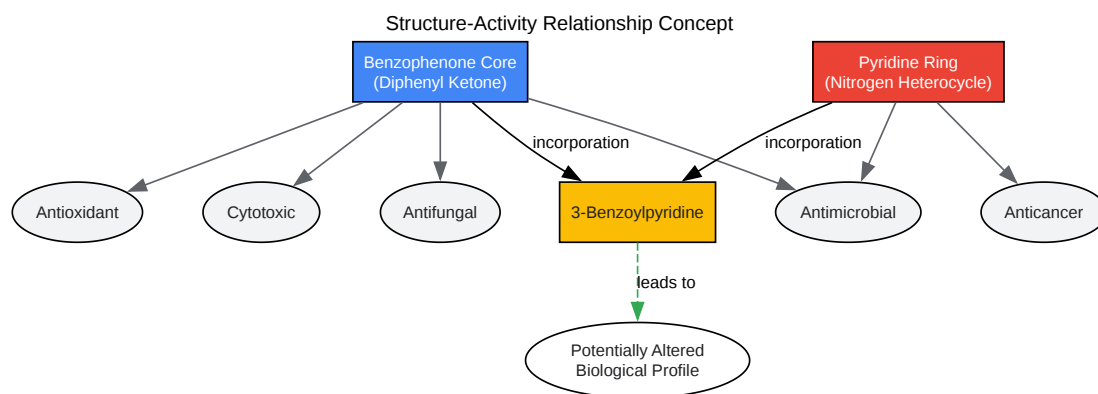 Structure-Activity Relationship Concept
Benzophenone Core
(Diphenyl Ketone)
Pyridine Ring
(Nitrogen Heterocycle)
incorporation
incorporation
Antioxidant
Cytotoxic
Antifungal
3-Benzoylpyridine
Antimicrobial
Anticancer
leads to
Potentially Altered
Biological Profile